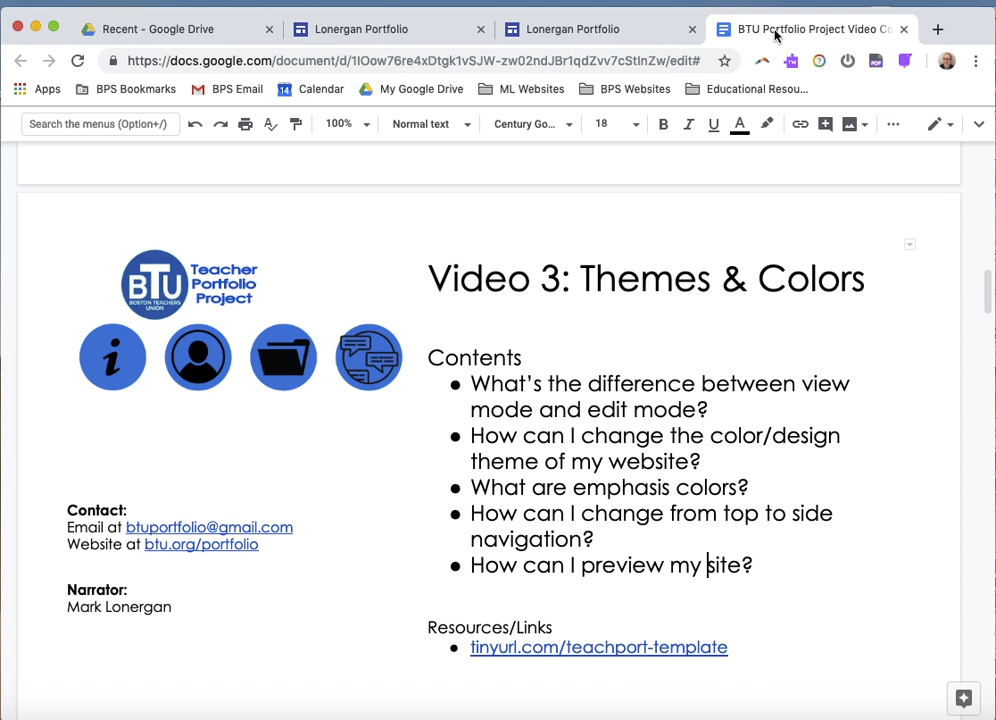 Recent - Google Drive
Lonergan Portfolio
Lonergan Portfolio
BTU Portfolio Project Video Co
https://docs.google.com/document/d/1IOow76re4xDtgk1vSJW-zw02ndJBr1qdZvv7cStInZw/edit#
Apps
BPS Bookmarks
BPS Email
14
Calendar
My Google Drive
ML Websites
BPS Websites
Educational Resou...
Search the menus (Option+/)
100%
Normal text
Century Go...
18
B
I
U
A
BTU
BOSTON TEACHERS
UNION
Teacher
Portfolio
Project
i
Contact:
Email at btuportfolio@gmail.com
Website at btu.org/portfolio
Narrator:
Mark Lonergan
Video 3: Themes & Colors
Contents
● What’s the difference between view
mode and edit mode?
● How can I change the color/design
theme of my website?
● What are emphasis colors?
● How can I change from top to side
navigation?
● How can I preview my site?
Resources/Links
● tinyurl.com/teachport-template